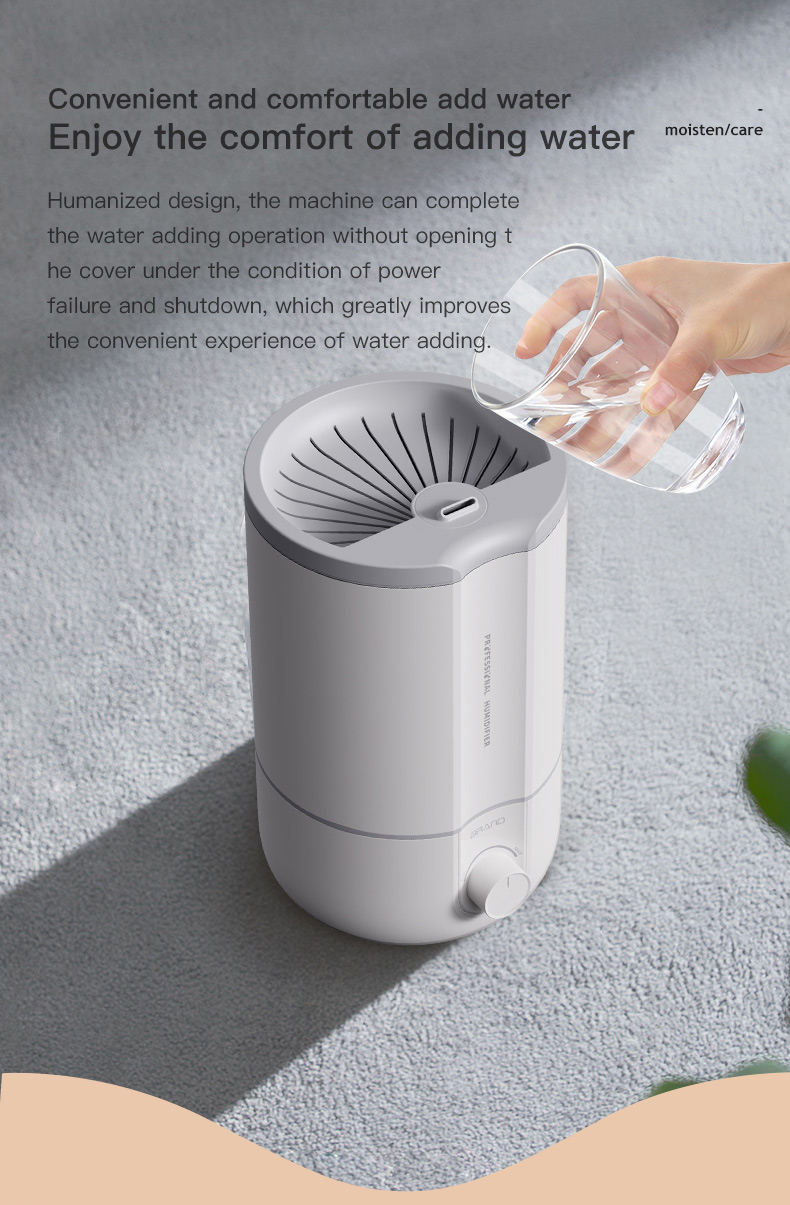 Convenient and comfortable add water
Enjoy the comfort of adding water
-
moisten/care
Humanized design, the machine can complete
the water adding operation without opening t
he cover under the condition of power
failure and shutdown, which greatly improves
the convenient experience of water adding.
PROFESSIONAL HUMIDIFIER
BRAND